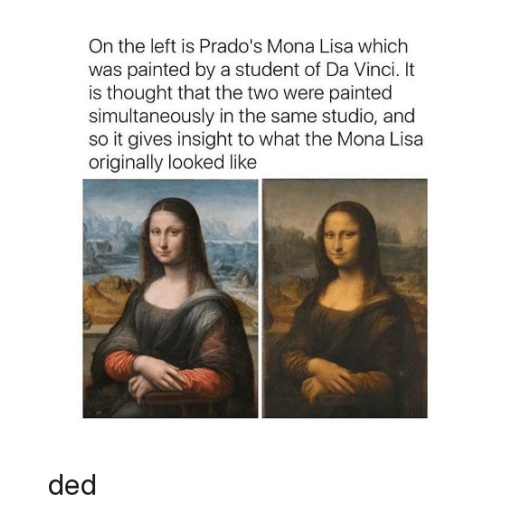 On the left is Prado's Mona Lisa which
was painted by a student of Da Vinci. It
is thought that the two were painted
simultaneously in the same studio, and
so it gives insight to what the Mona Lisa
originally looked like
ded